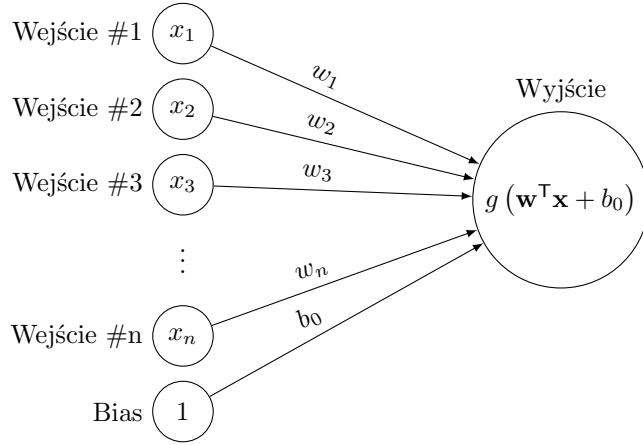 Wejście #1 x₁
w₁
Wyjście
Wejście #2 x₂
w₂
Wejście #3 x₃
w₃
g (𝐰ᵀ𝐱 + b₀)
⋮
wₙ
Wejście #n xₙ
b₀
Bias 1